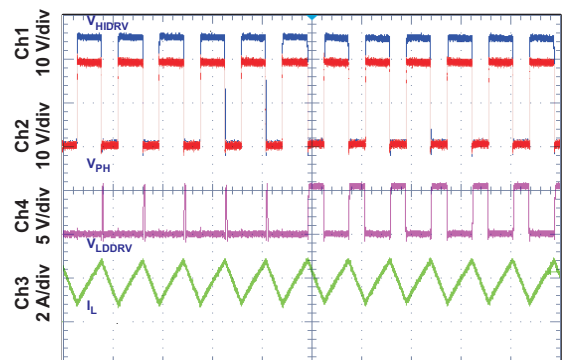 Ch1
10 V/div
V_HIDRV
Ch2
10 V/div
V_PH
Ch4
5 V/div
V_LDDRV
Ch3
2 A/div
I_L